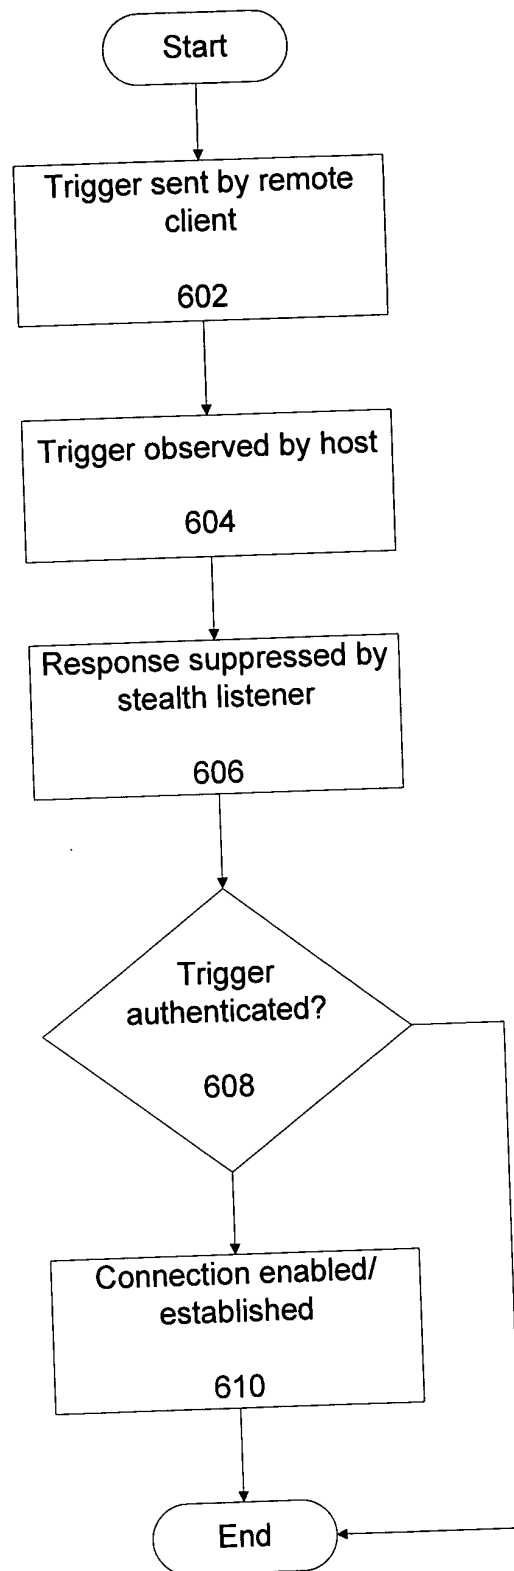 Start
Trigger sent by remote
client
602
Trigger observed by host
604
Response suppressed by
stealth listener
606
Trigger
authenticated?
608
Connection enabled/
established
610
End